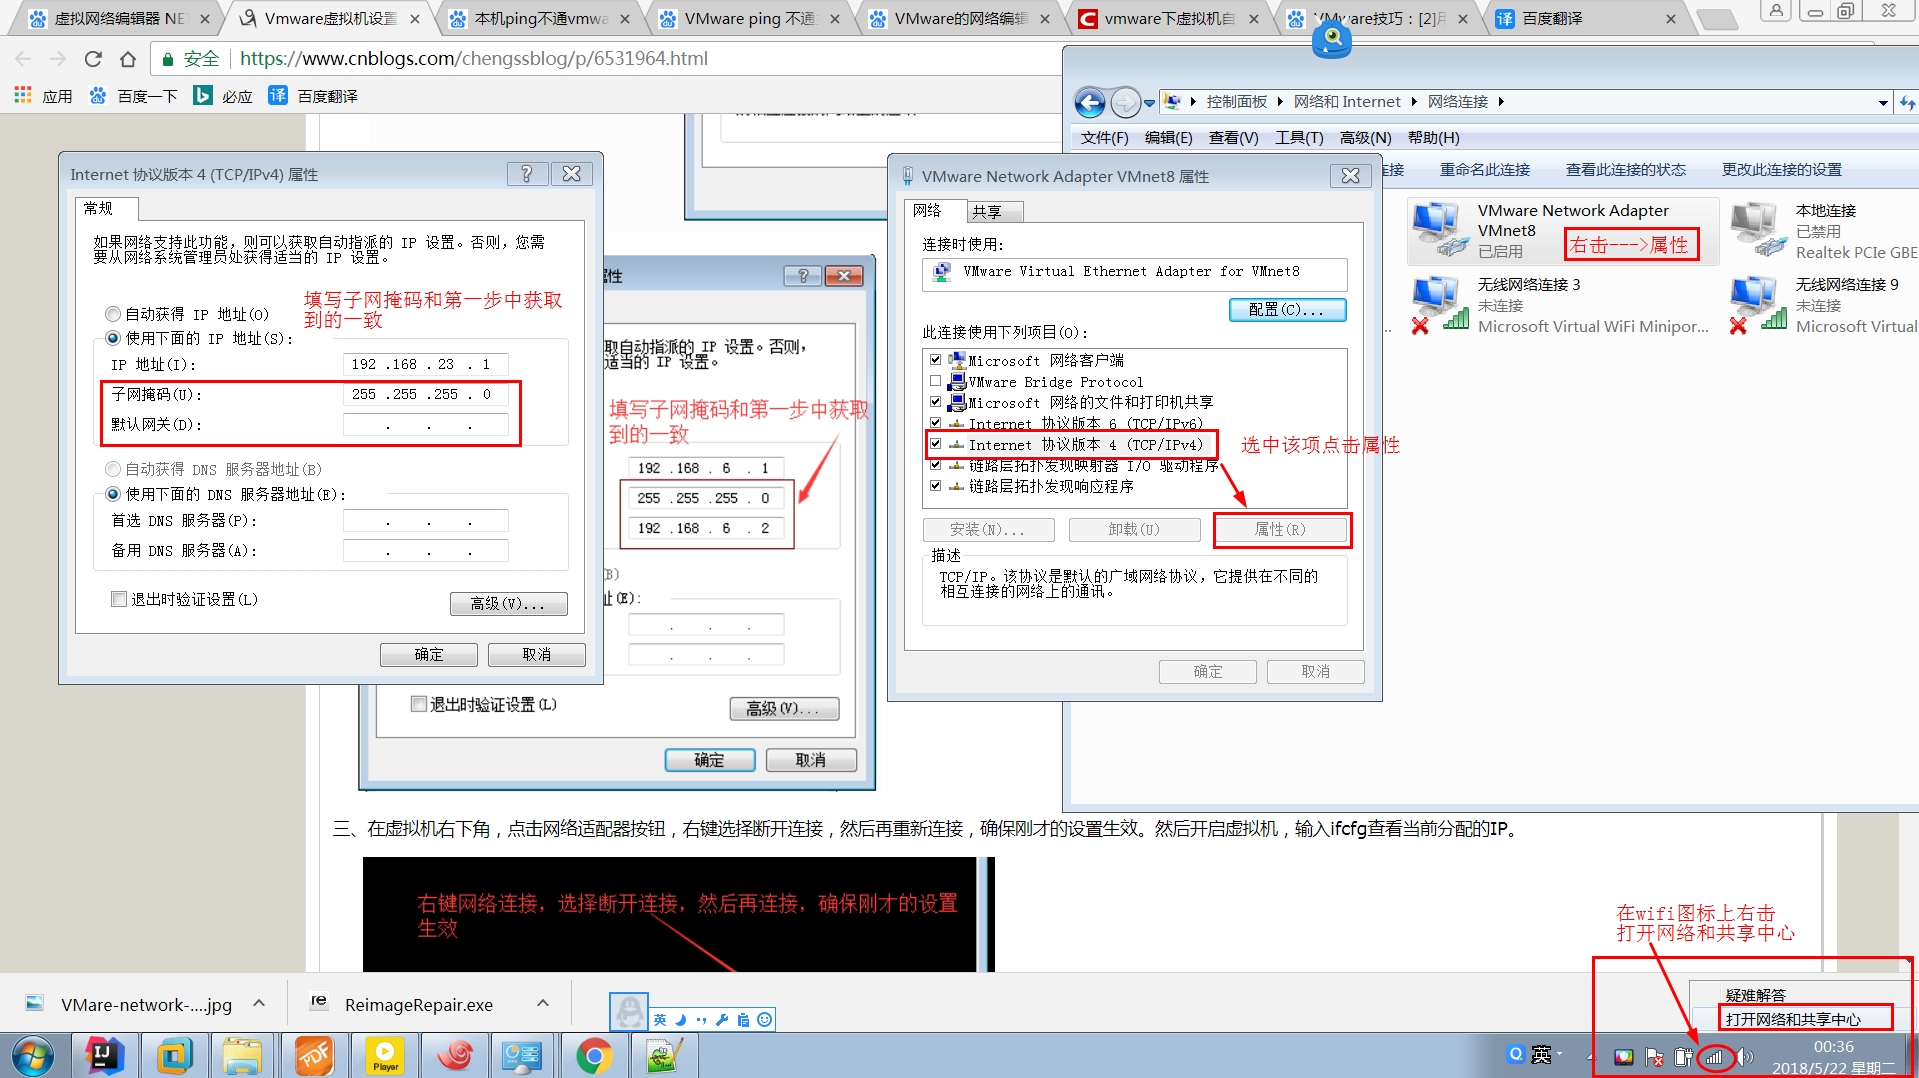 虚拟网络编辑器 NE
Vmware虚拟机设置
本机ping不通vmwa
VMware ping 不通
VMware的网络编辑
vmware下虚拟机自
VMware技巧：[2]用
百度翻译
安全
https://www.cnblogs.com/chengssblog/p/6531964.html
应用
百度一下
必应
百度翻译
控制面板 网络和 Internet 网络连接
文件(F) 编辑(E) 查看(V) 工具(T) 高级(N) 帮助(H)
接 重命名此连接 查看此连接的状态 更改此连接的设置
VMware Network Adapter
VMnet8
已启用
右击--->属性
本地连接
已禁用
Realtek PCIe GBE
无线网络连接 3
未连接
Microsoft Virtual WiFi Minipor...
无线网络连接 9
未连接
Microsoft Virtual
Internet 协议版本 4 (TCP/IPv4) 属性
常规
如果网络支持此功能，则可以获取自动指派的 IP 设置。否则，您需
要从网络系统管理员处获得适当的 IP 设置。
填写子网掩码和第一步中获取
到的一致
自动获得 IP 地址(O)
使用下面的 IP 地址(S):
IP 地址(I): 192 .168 . 23 . 1
子网掩码(U): 255 .255 .255 . 0
默认网关(D): . . .
自动获得 DNS 服务器地址(B)
使用下面的 DNS 服务器地址(E):
首选 DNS 服务器(P): . . .
备用 DNS 服务器(A): . . .
退出时验证设置(L)
高级(V)...
确定 取消
属性
取自动指派的 IP 设置。否则，
适当的 IP 设置。
填写子网掩码和第一步中获取
到的一致
192 .168 . 6 . 1
255 .255 .255 . 0
192 .168 . 6 . 2
(B)
址(E):
. . .
. . .
退出时验证设置(L)
高级(V)...
确定 取消
VMware Network Adapter VMnet8 属性
网络 共享
连接时使用:
VMware Virtual Ethernet Adapter for VMnet8
配置(C)...
此连接使用下列项目(O):
Microsoft 网络客户端
VMware Bridge Protocol
Microsoft 网络的文件和打印机共享
Internet 协议版本 6 (TCP/IPv6)
Internet 协议版本 4 (TCP/IPv4)
链路层拓扑发现映射器 I/O 驱动程序
链路层拓扑发现响应程序
选中该项点击属性
安装(N)... 卸载(U) 属性(R)
描述
TCP/IP。该协议是默认的广域网络协议，它提供在不同的
相互连接的网络上的通讯。
确定 取消
三、在虚拟机右下角，点击网络适配器按钮，右键选择断开连接，然后再重新连接，确保刚才的设置生效。然后开启虚拟机，输入ifcfg查看当前分配的IP。
右键网络连接，选择断开连接，然后再连接，确保刚才的设置
生效
在wifi图标上右击
打开网络和共享中心
疑难解答
打开网络和共享中心
VMare-network-....jpg
re
ReimageRepair.exe
英
IJ
PDF
Player
英
00:36
2018/5/22 星期二